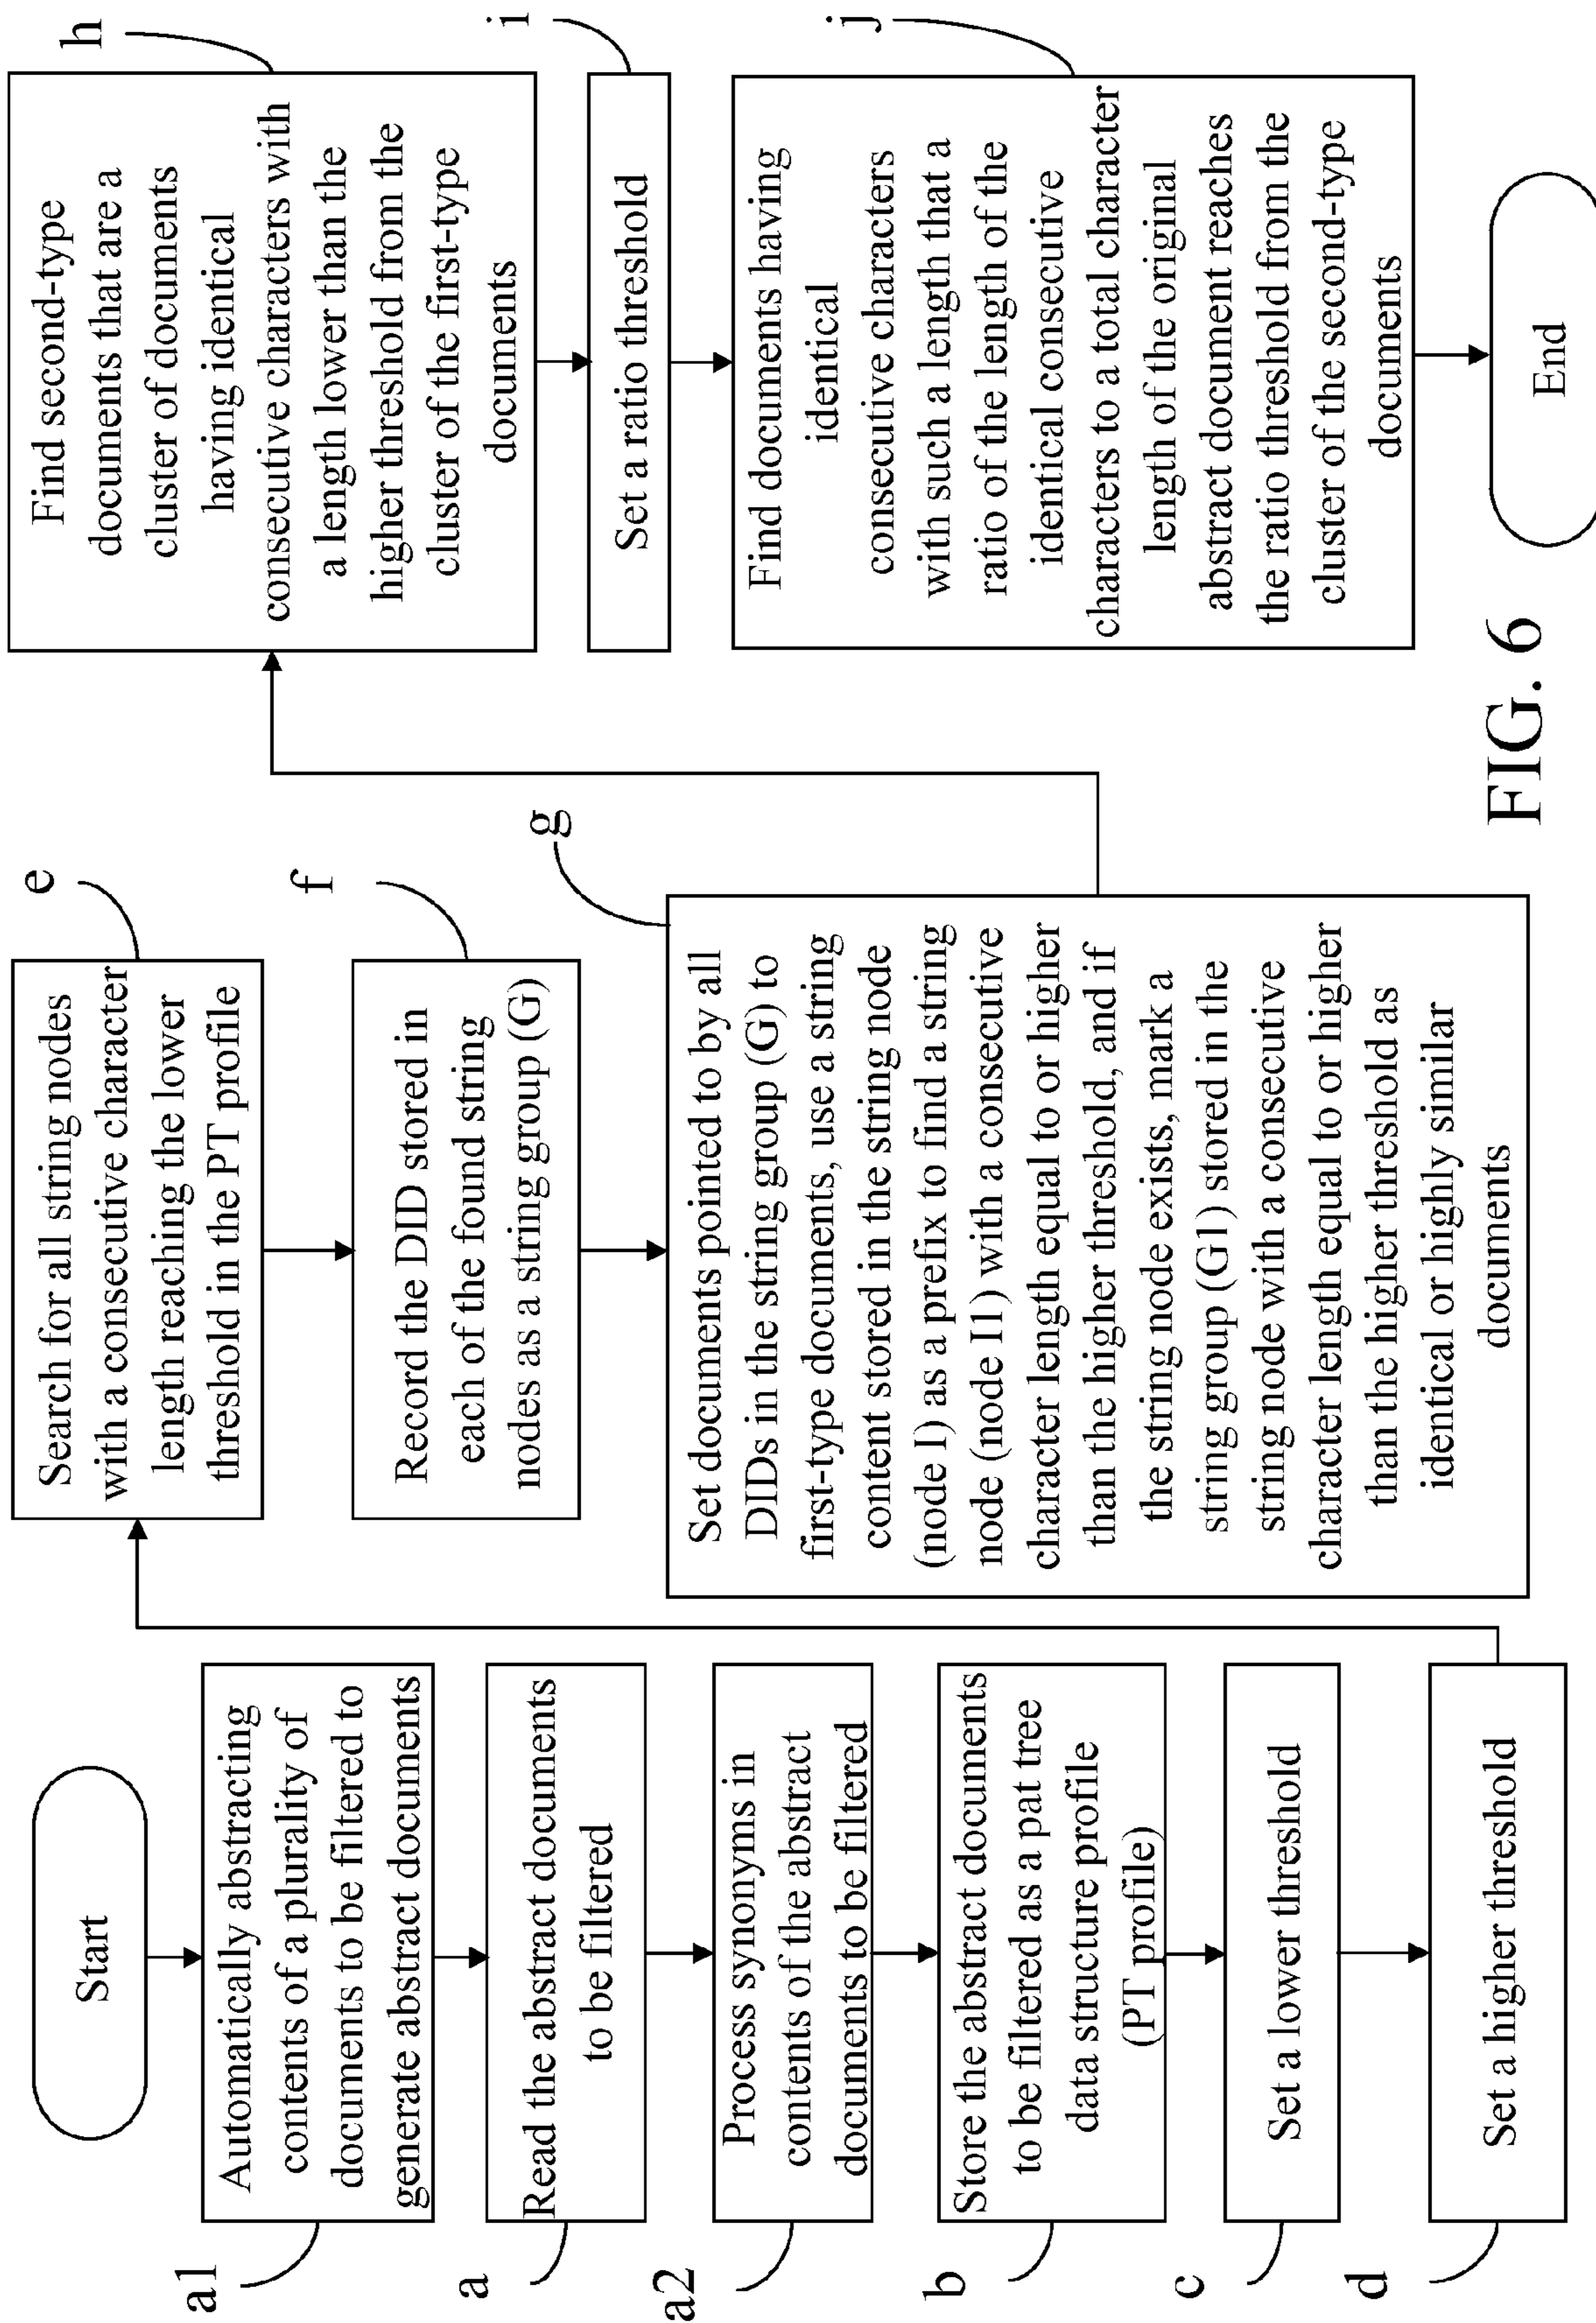 Start
a1
Automatically abstracting
contents of a plurality of
documents to be filtered to
generate abstract documents
a
Read the abstract documents
to be filtered
a2
Process synonyms in
contents of the abstract
documents to be filtered
b
Store the abstract documents
to be filtered as a pat tree
data structure profile
(PT profile)
c
Set a lower threshold
d
Set a higher threshold
e
Search for all string nodes
with a consecutive character
length reaching the lower
threshold in the PT profile
f
Record the DID stored in
each of the found string
nodes as a string group (G)
g
Set documents pointed to by all
DIDs in the string group (G) to
first-type documents, use a string
content stored in the string node
(node I) as a prefix to find a string
node (node I1) with a consecutive
character length equal to or higher
than the higher threshold, and if
the string node exists, mark a
string group (G1) stored in the
string node with a consecutive
character length equal to or higher
than the higher threshold as
identical or highly similar
documents
h
Find second-type
documents that are a
cluster of documents
having identical
consecutive characters with
a length lower than the
higher threshold from the
cluster of the first-type
documents
i
Set a ratio threshold
j
Find documents having
identical
consecutive characters
with such a length that a
ratio of the length of the
identical consecutive
characters to a total character
length of the original
abstract document reaches
the ratio threshold from the
cluster of the second-type
documents
End
FIG. 6